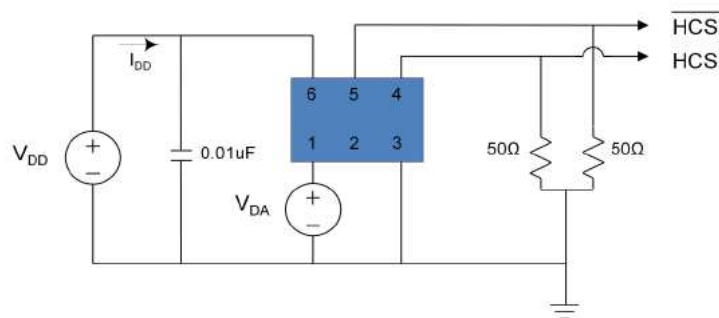 HCS
I_DD
HCS
6 5 4
1 2 3
V_DD
0.01uF
50Ω
50Ω
V_DA